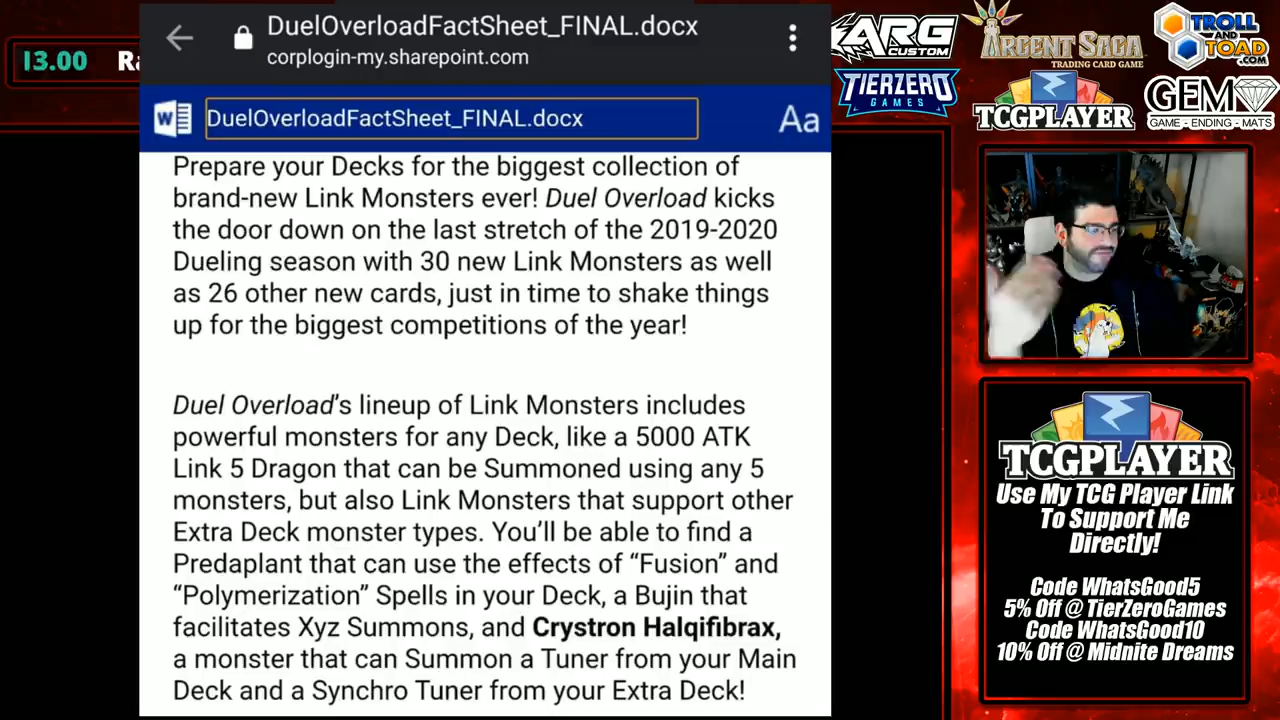 DuelOverloadFactSheet_FINAL.docx
corplogin-my.sharepoint.com
13.00 Ra
DuelOverloadFactSheet_FINAL.docx
Aa
Prepare your Decks for the biggest collection of
brand-new Link Monsters ever! Duel Overload kicks
the door down on the last stretch of the 2019-2020
Dueling season with 30 new Link Monsters as well
as 26 other new cards, just in time to shake things
up for the biggest competitions of the year!
Duel Overload's lineup of Link Monsters includes
powerful monsters for any Deck, like a 5000 ATK
Link 5 Dragon that can be Summoned using any 5
monsters, but also Link Monsters that support other
Extra Deck monster types. You'll be able to find a
Predaplant that can use the effects of “Fusion” and
“Polymerization” Spells in your Deck, a Bujin that
facilitates Xyz Summons, and Crystron Halqifibrax,
a monster that can Summon a Tuner from your Main
Deck and a Synchro Tuner from your Extra Deck!
ARG
CUSTOM
ARGENT SAGA
TRADING CARD GAME
TROLL
AND
TOAD
.COM
TIERZERO
GAMES
TCGPLAYER
GEM
GAME - ENDING - MATS
TCGPLAYER
Use My TCG Player Link
To Support Me
Directly!
Code WhatsGood5
5% Off @ TierZeroGames
Code WhatsGood10
10% Off @ Midnite Dreams